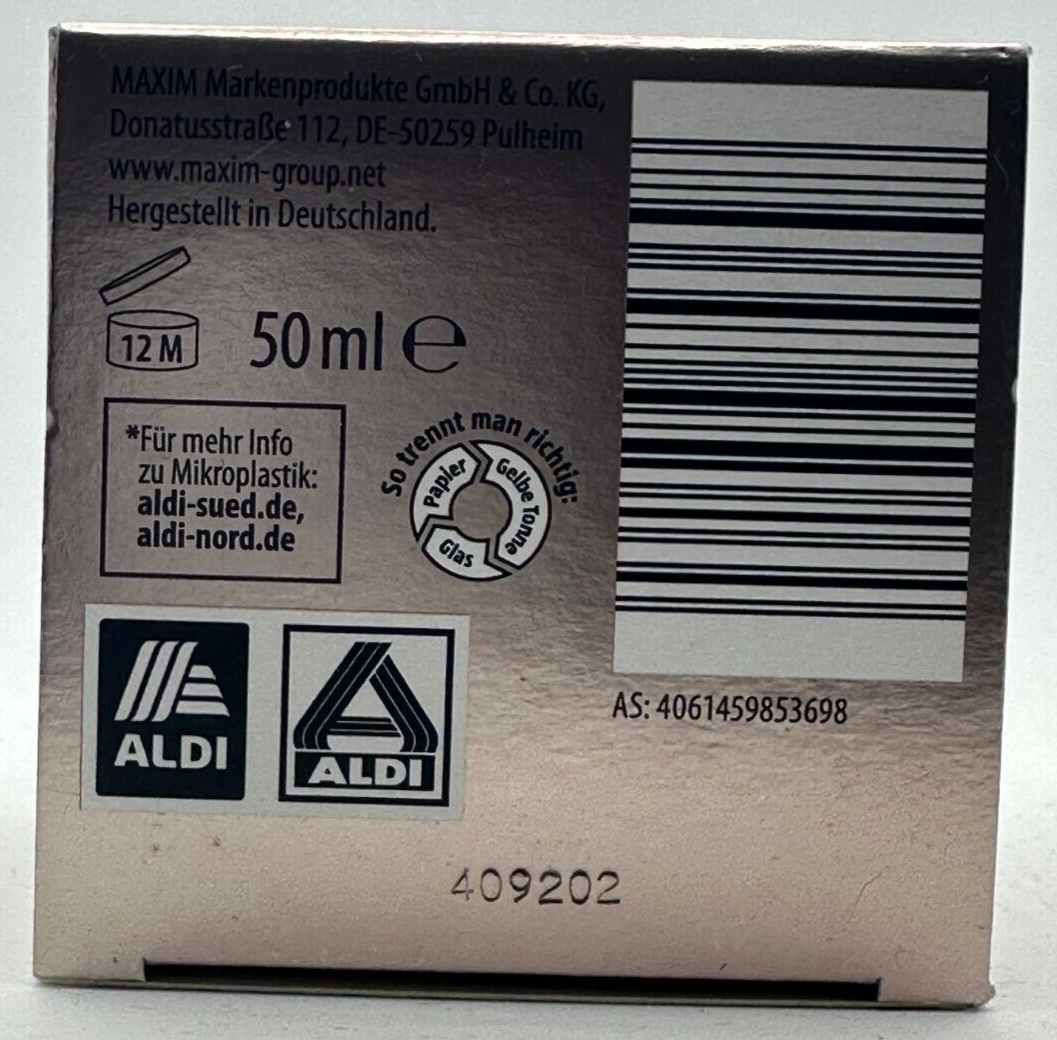 MAXIM Markenprodukte GmbH & Co. KG,
Donatusstraße 112, DE-50259 Pulheim
www.maxim-group.net
Hergestellt in Deutschland.
12 M
50 ml ℮
*Für mehr Info
zu Mikroplastik:
aldi-sued.de,
aldi-nord.de
So trennt man richtig:
Papier
Gelbe Tonne
Glas
ALDI
ALDI
AS: 4061459853698
409202